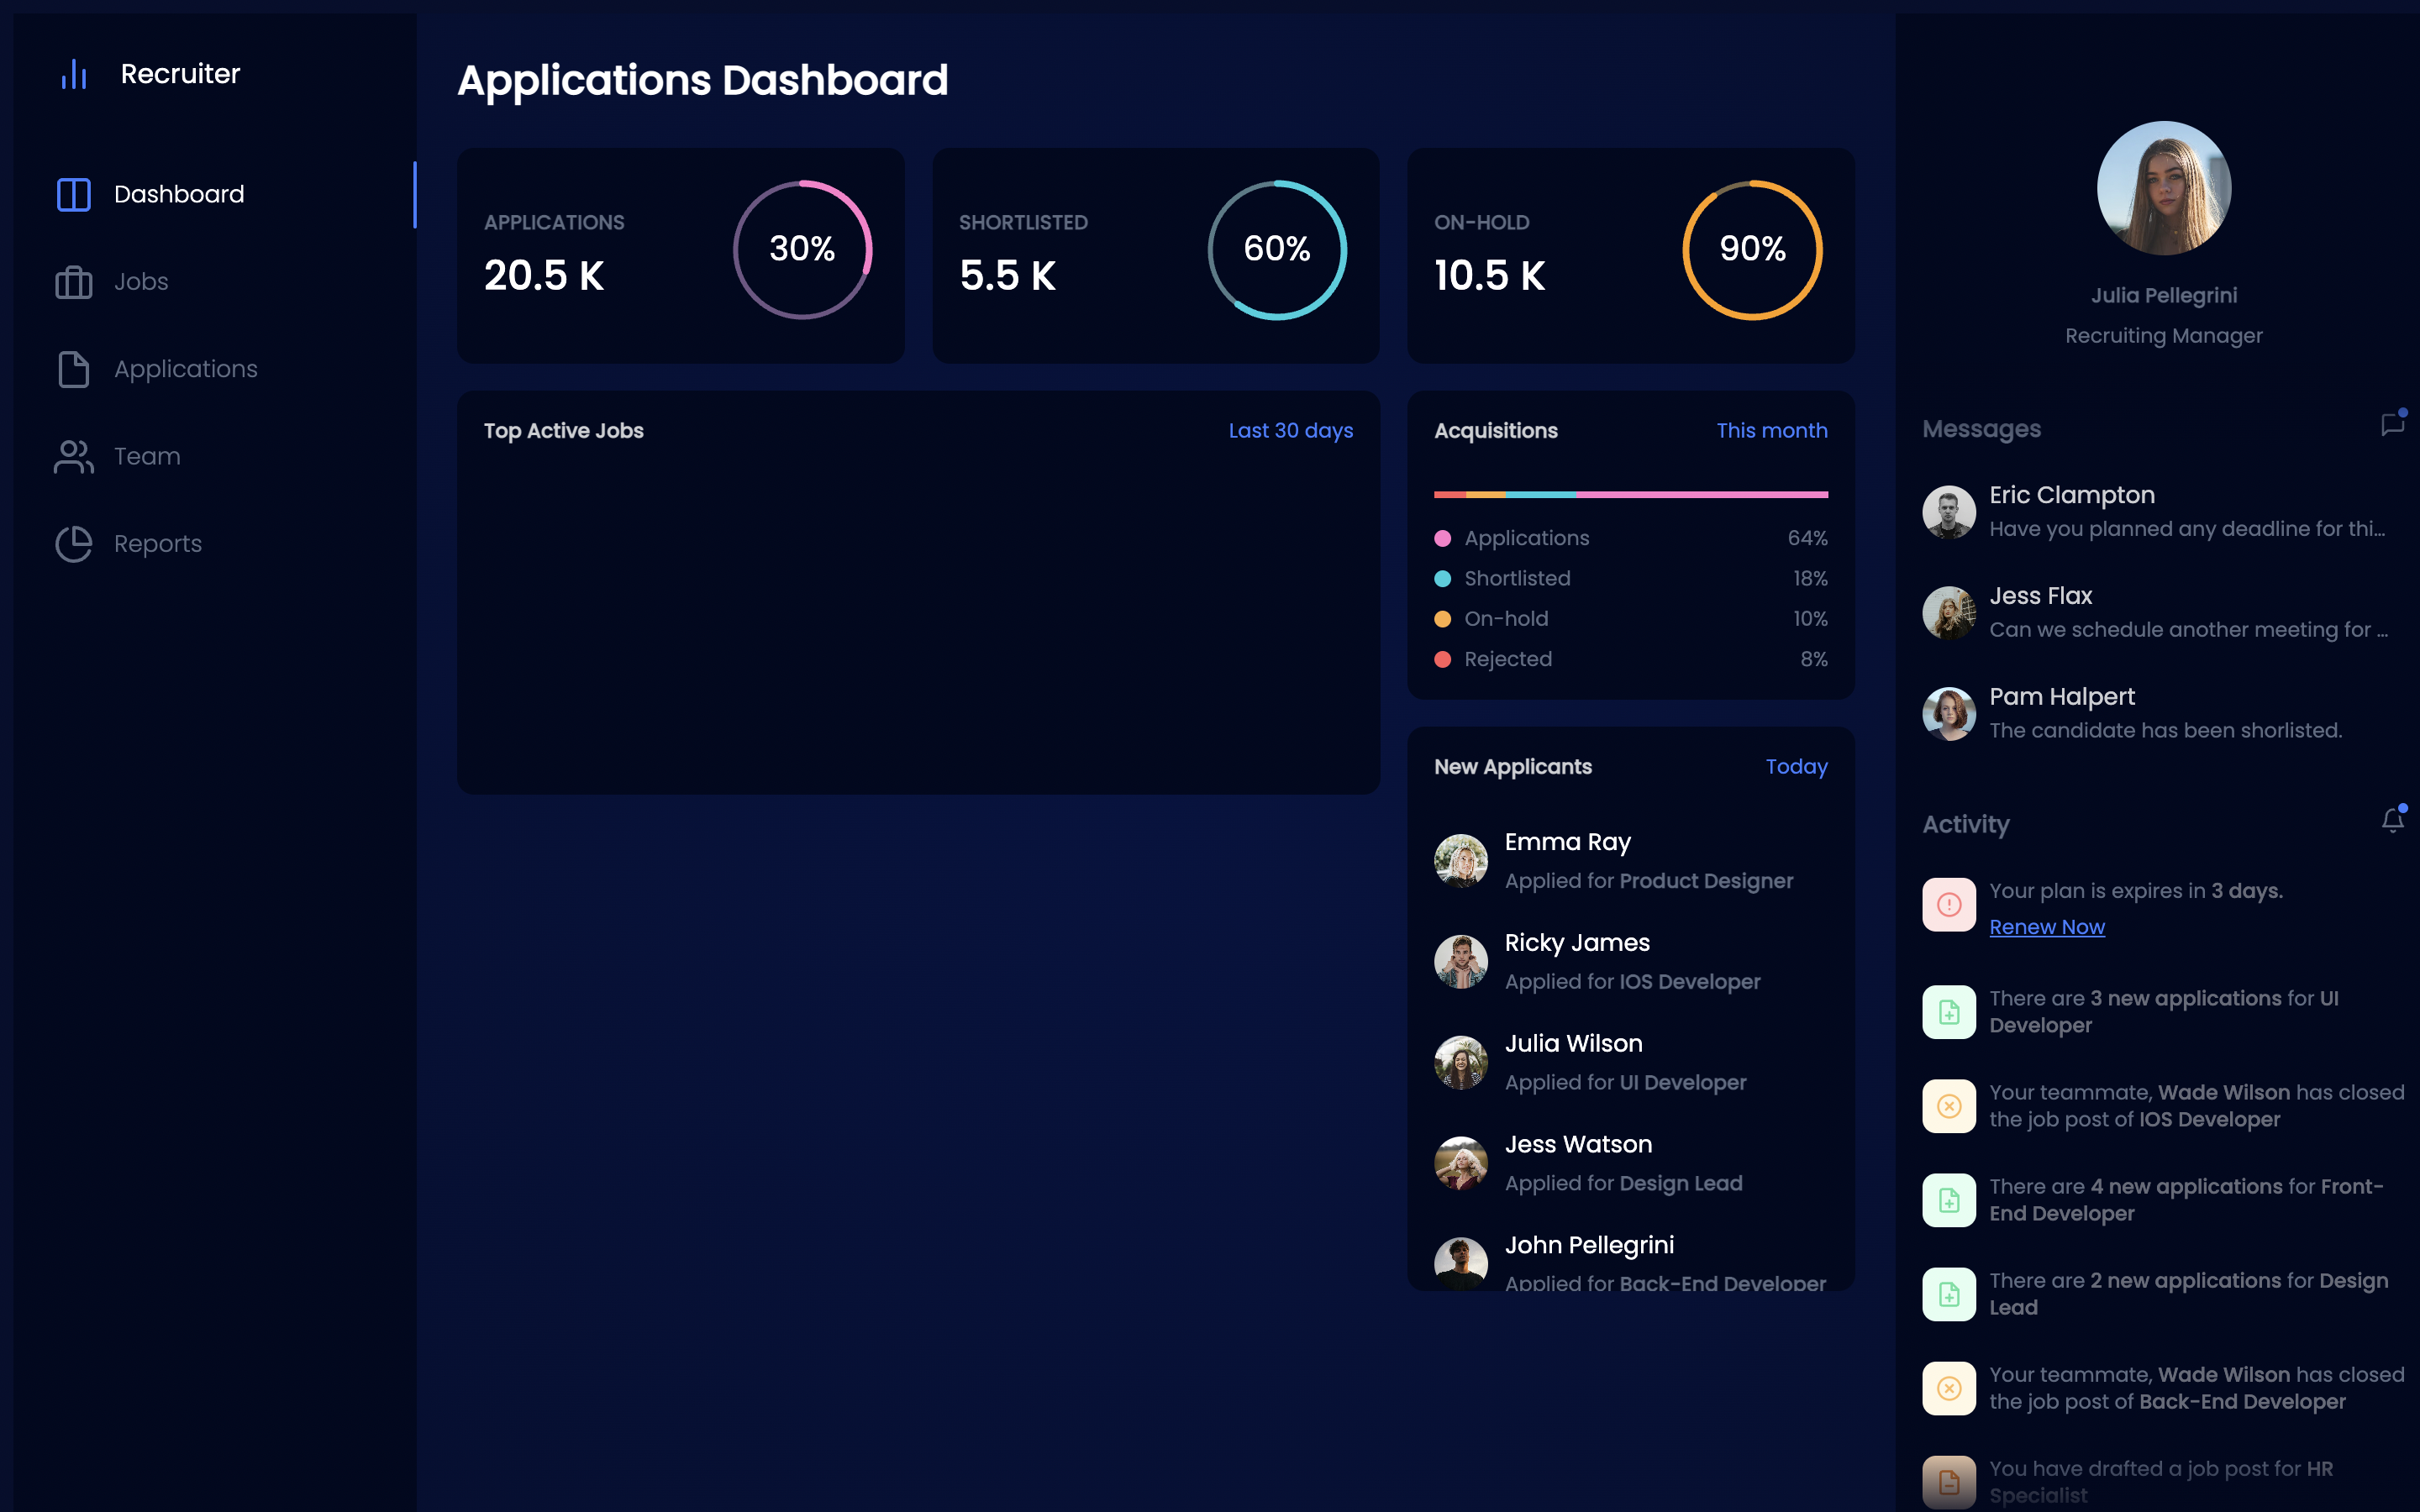 Recruiter
Dashboard
Jobs
Applications
Team
Reports
Applications Dashboard
APPLICATIONS
20.5 K
30%
SHORTLISTED
5.5 K
60%
ON-HOLD
10.5 K
90%
Top Active Jobs
Last 30 days
Acquisitions
This month
Applications
64%
Shortlisted
18%
On-hold
10%
Rejected
8%
New Applicants
Today
Emma Ray
Applied for Product Designer
Ricky James
Applied for IOS Developer
Julia Wilson
Applied for UI Developer
Jess Watson
Applied for Design Lead
John Pellegrini
Applied for Back-End Developer
Julia Pellegrini
Recruiting Manager
Messages
Eric Clampton
Have you planned any deadline for thi...
Jess Flax
Can we schedule another meeting for ...
Pam Halpert
The candidate has been shorlisted.
Activity
Your plan is expires in 3 days.
Renew Now
There are 3 new applications for UI
Developer
Your teammate, Wade Wilson has closed
the job post of IOS Developer
There are 4 new applications for Front-
End Developer
There are 2 new applications for Design
Lead
Your teammate, Wade Wilson has closed
the job post of Back-End Developer
You have drafted a job post for HR
Specialist